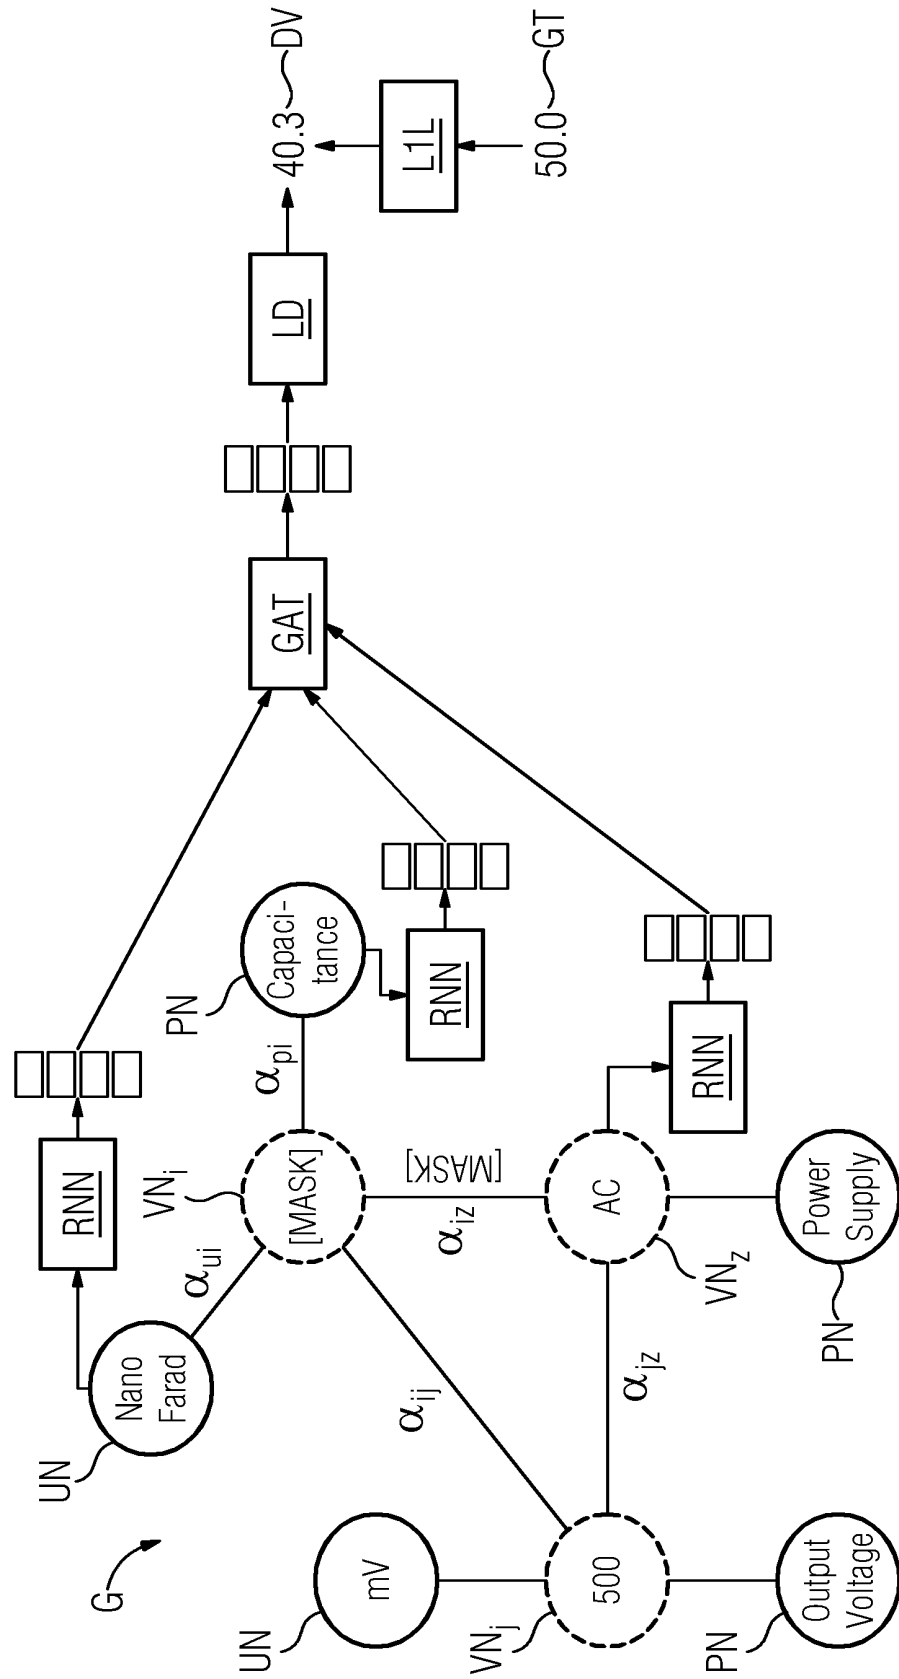 G
UN
Nano
Farad
RNN
α_ui
VN_i
[MASK]
α_pi
PN
Capaci-
tance
RNN
GAT
LD
40.3
DV
L1L
50.0
GT
UN
mV
VN_j
500
PN
Output
Voltage
α_ij
α_iz
[MASK]
α_jz
AC
VN_z
RNN
Power
Supply
PN